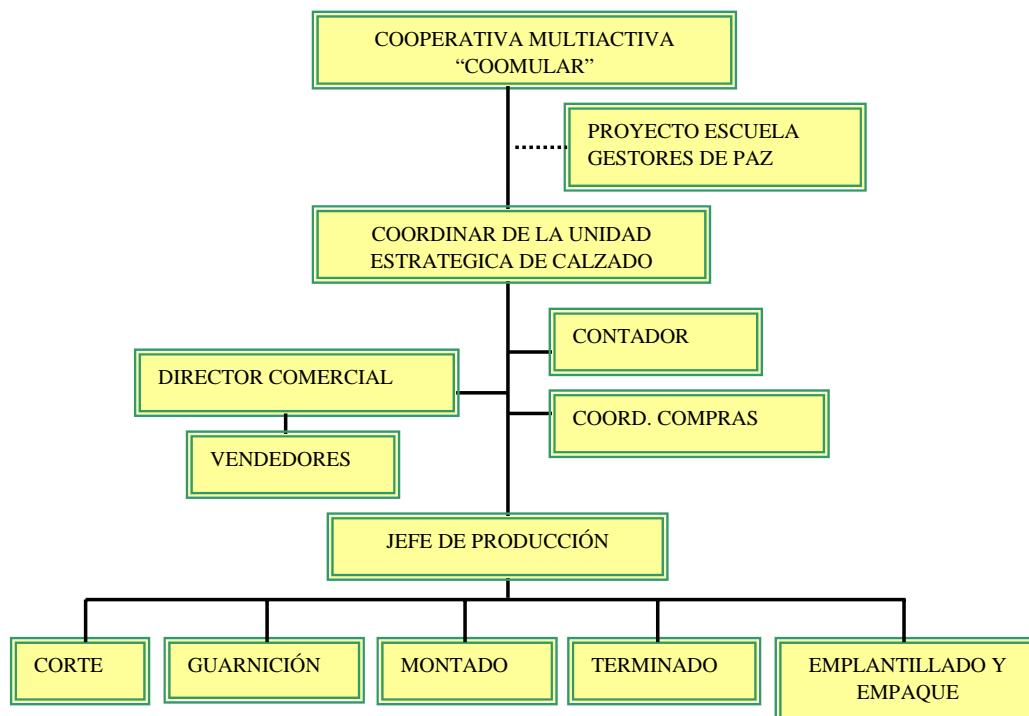 COOPERATIVA MULTIACTIVA
“COOMULAR”
PROYECTO ESCUELA
GESTORES DE PAZ
COORDINAR DE LA UNIDAD
ESTRATEGICA DE CALZADO
CONTADOR
DIRECTOR COMERCIAL
COORD. COMPRAS
VENDEDORES
JEFE DE PRODUCCIÓN
CORTE
GUARNICIÓN
MONTADO
TERMINADO
EMPLANTILLADO Y
EMPAQUE